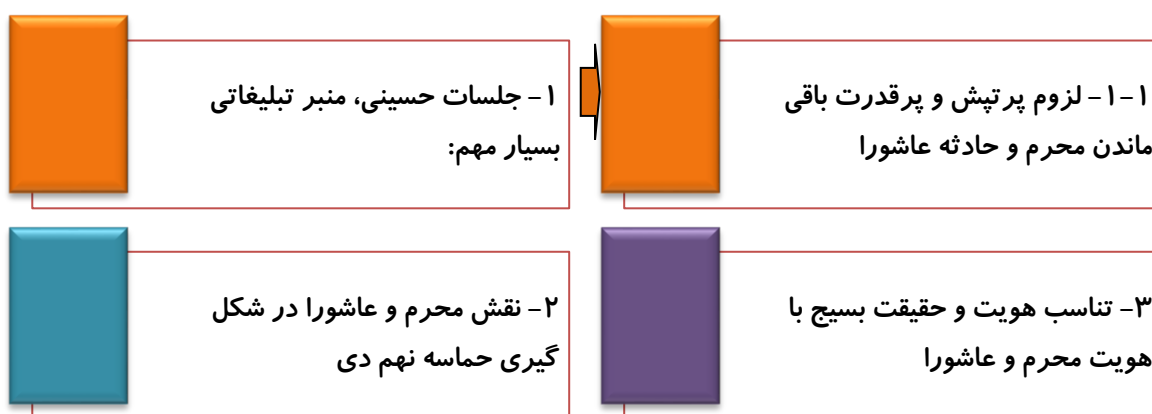 ۱- جلسات حسینی، منبر تبلیغاتی
بسیار مهم:
۱-۱- لزوم پرتپش و پرقدرت باقی
ماندن محرم و حادثه عاشورا
۲- نقش محرم و عاشورا در شکل
گیری حماسه نهم دی
۳- تناسب هویت و حقیقت بسیج با
هویت محرم و عاشورا